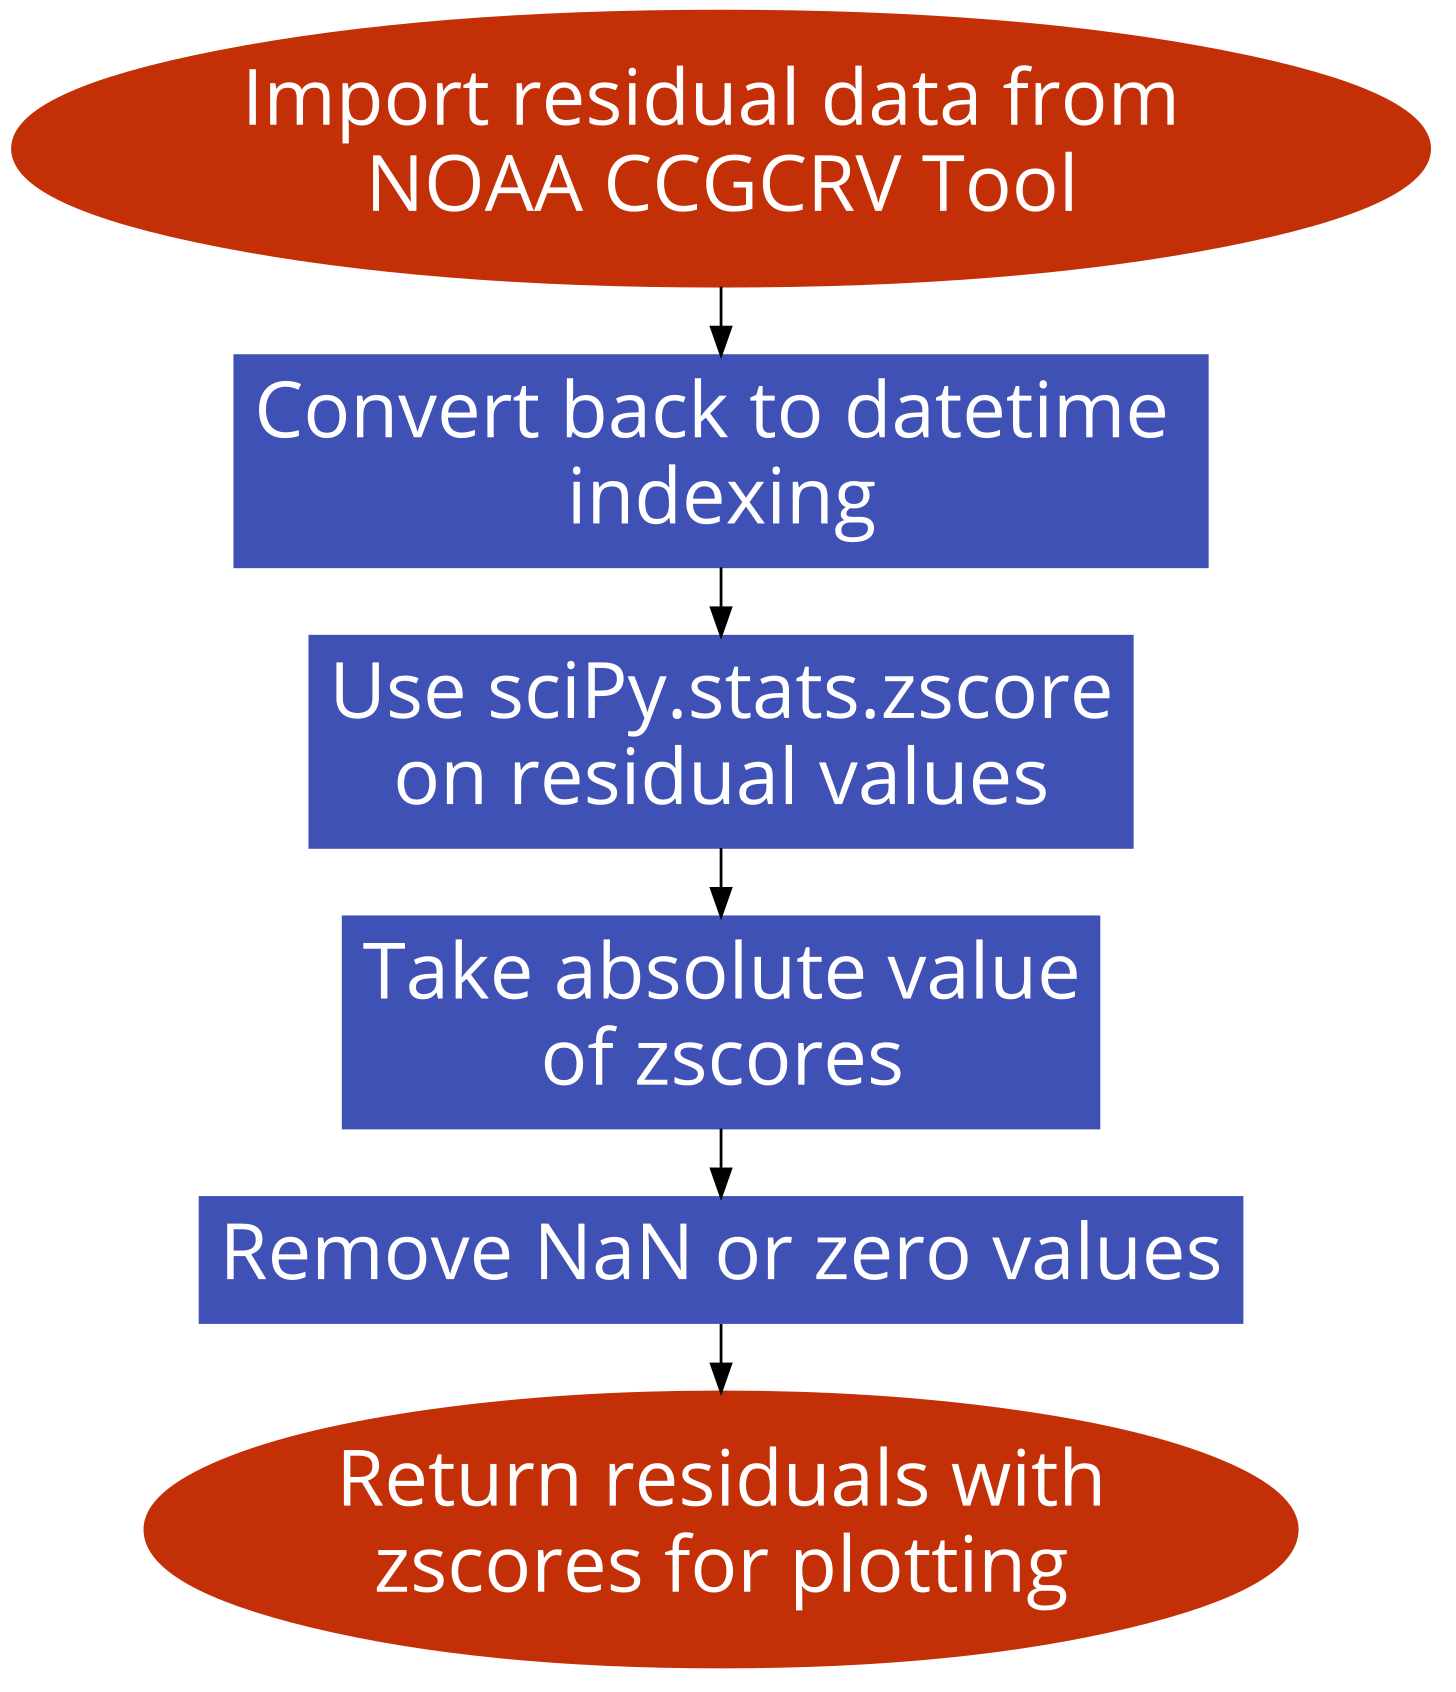 Import residual data from
NOAA CCGCRV Tool
Convert back to datetime
indexing
Use sciPy.stats.zscore
on residual values
Take absolute value
of zscores
Remove NaN or zero values
Return residuals with
zscores for plotting